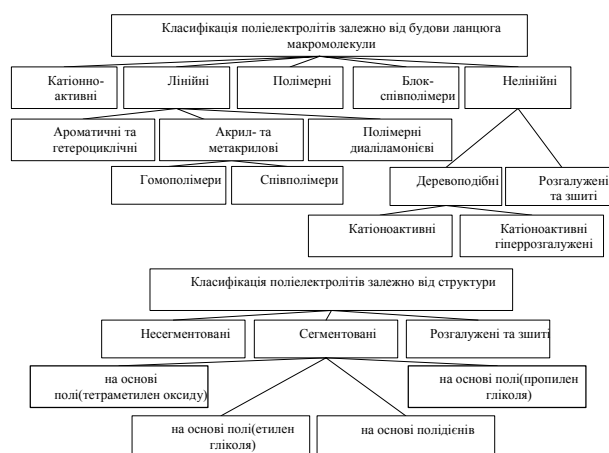 Класифікація поліелектролітів залежно від будови ланцюга
макромолекули
Катіонно-
активні
Лінійні
Полімерні
Блок-
співполімери
Нелінійні
Ароматичні та
гетероциклічні
Акрил- та
метакрилові
Полімерні
диаліламонієві
Гомополімери
Співполімери
Деревоподібні
Розгалужені
та зшиті
Катіоноактивні
Катіоноактивні
гіперрозгалужені
Класифікація поліелектролітів залежно від структури
Несегментовані
Сегментовані
Розгалужені та зшиті
на основі
полі(тетраметилен оксиду)
на основі полі(пропилен
гліколя)
на основі полі(етилен
гліколя)
на основі полідієнів